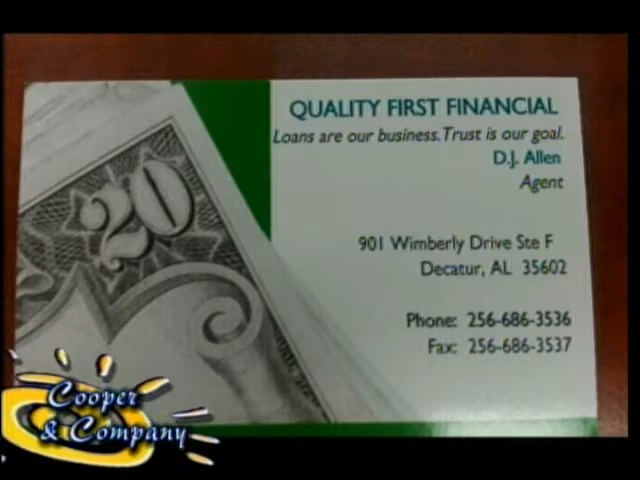 QUALITY FIRST FINANCIAL
Loans are our business. Trust is our goal.
D.J. Allen
Agent
901 Wimberly Drive Ste F
Decatur, AL 35602
Phone: 256-686-3536
Fax: 256-686-3537
20
Cooper
& Company